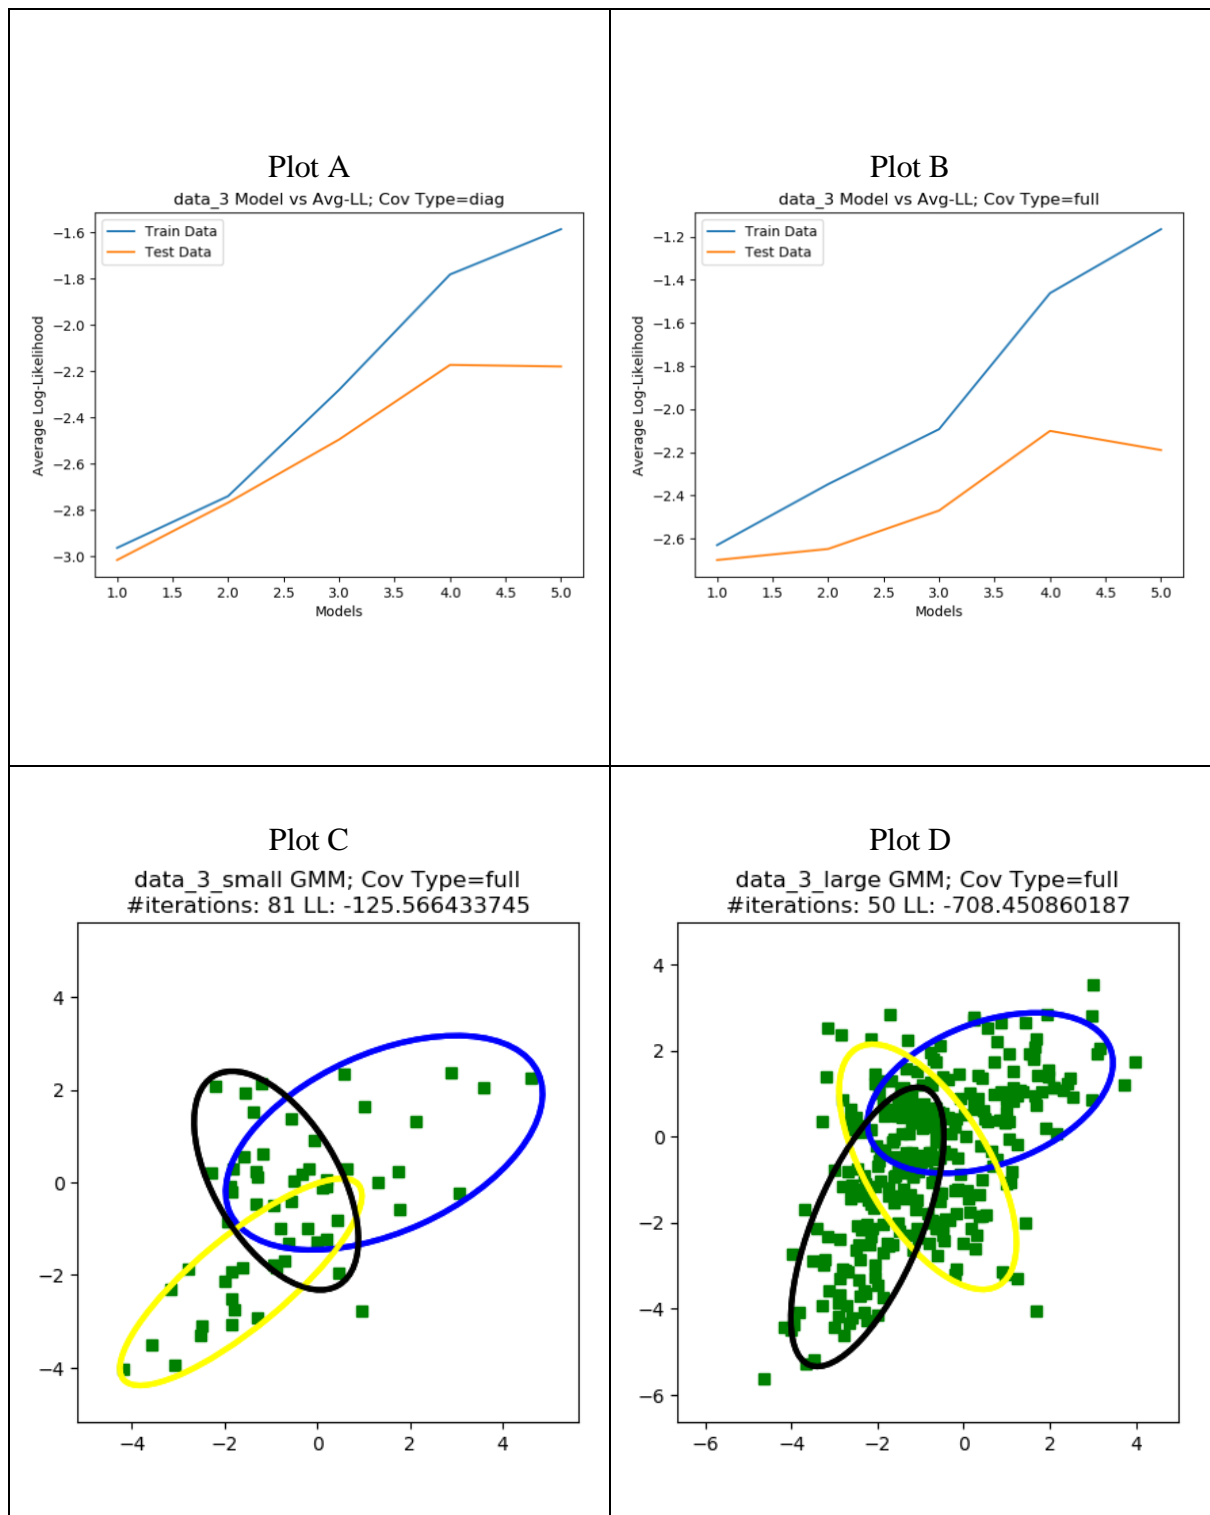 Plot A
data_3 Model vs Avg-LL; Cov Type=diag
Train Data
Test Data
Average Log-Likelihood
−1.6
−1.8
−2.0
−2.2
−2.4
−2.6
−2.8
−3.0
1.0 1.5 2.0 2.5 3.0 3.5 4.0 4.5 5.0
Models
Plot B
data_3 Model vs Avg-LL; Cov Type=full
Train Data
Test Data
Average Log-Likelihood
−1.2
−1.4
−1.6
−1.8
−2.0
−2.2
−2.4
−2.6
1.0 1.5 2.0 2.5 3.0 3.5 4.0 4.5 5.0
Models
Plot C
data_3_small GMM; Cov Type=full
#iterations: 81 LL: -125.566433745
4
2
0
−2
−4
−4 −2 0 2 4
Plot D
data_3_large GMM; Cov Type=full
#iterations: 50 LL: -708.450860187
4
2
0
−2
−4
−6
−6 −4 −2 0 2 4